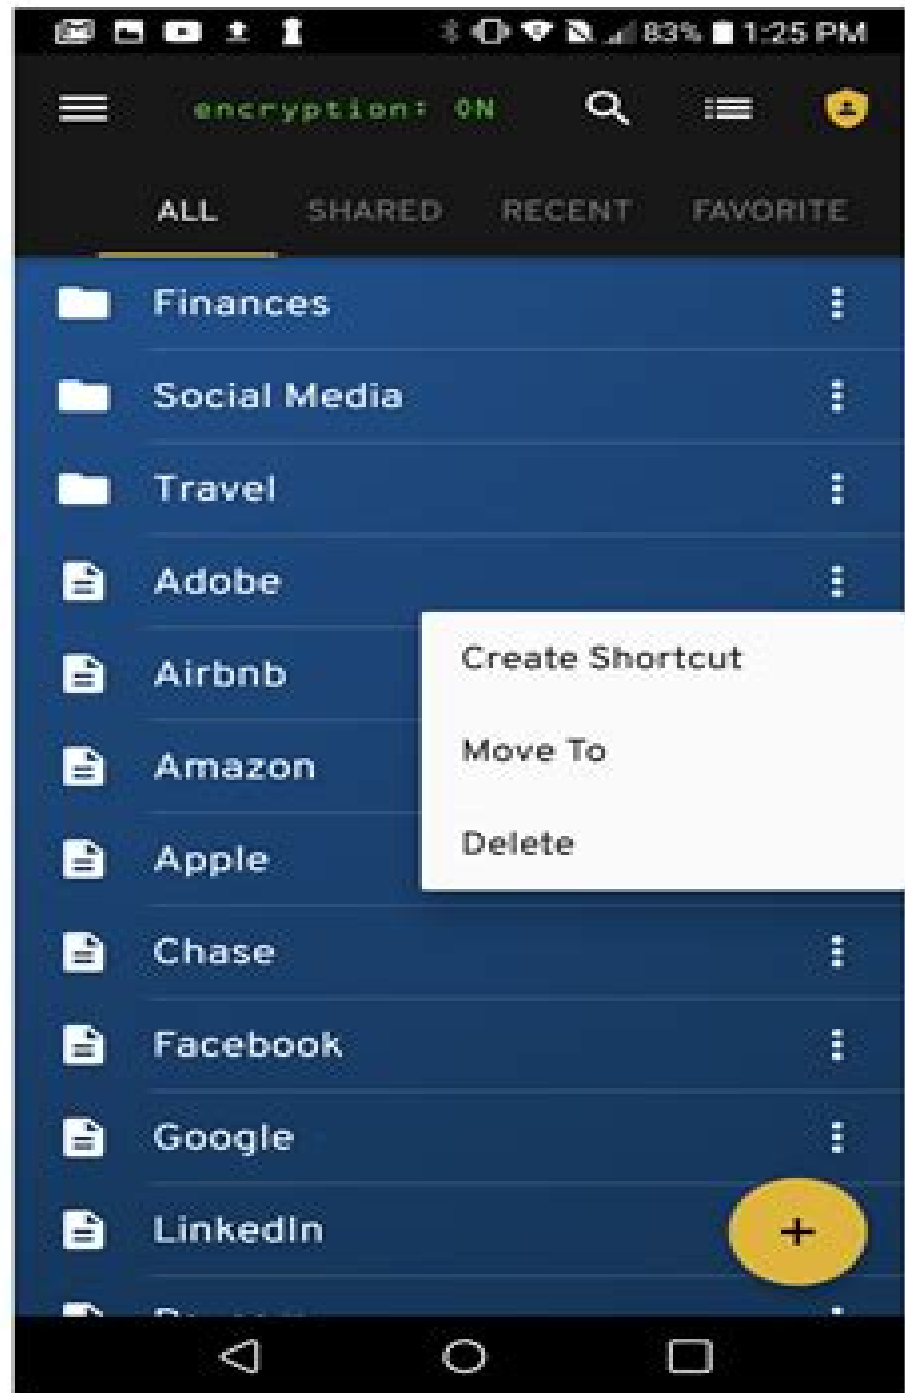 83% 1:25 PM
encryption: ON
ALL SHARED RECENT FAVORITE
Finances
Social Media
Travel
Adobe
Airbnb
Create Shortcut
Amazon
Move To
Apple
Delete
Chase
Facebook
Google
LinkedIn